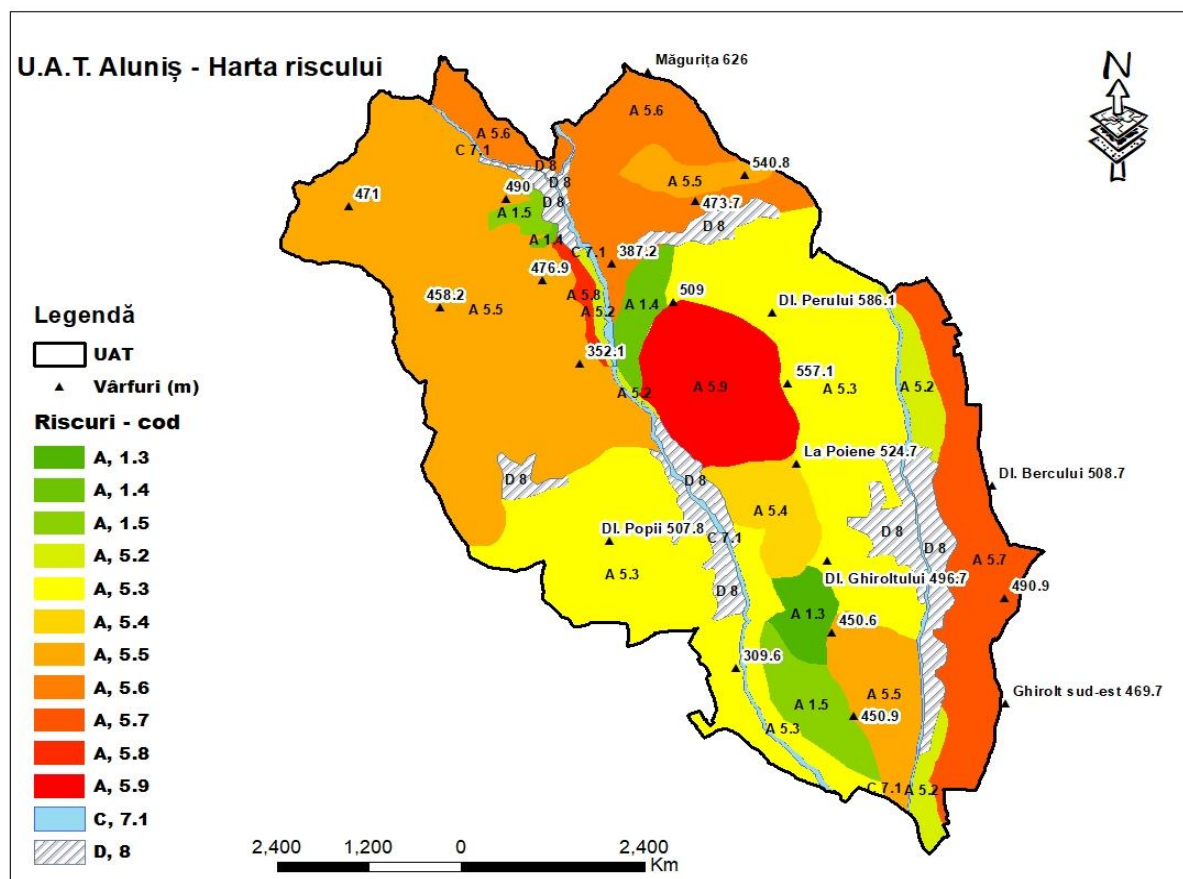 U.A.T. Aluniș - Harta riscului
N
Măgurița 626
A 5.6
A 5.6
C 7.1
D 8
D 8
D 8
A 5.5
540.8
490
471
473.7
A 1.5
D 8
A 1.4
C 7.1
387.2
476.9
458.2
A 5.5
A 5.8
A 5.2
A 1.4
509
Dl. Perului 586.1
352.1
A 5.2
A 5.9
557.1
A 5.3
A 5.2
La Poiene 524.7
Dl. Bercului 508.7
D 8
D 8
A 5.4
Dl. Popii 507.8
C 7.1
D 8
D 8
A 5.3
A 5.7
Dl. Ghiroltului 496.7
490.9
D 8
A 1.3
450.6
309.6
A 5.5
Ghirolt sud-est 469.7
A 1.5
450.9
A 5.3
C 7.1
A 5.2
Legendă
UAT
Vârfuri (m)
Riscuri - cod
A, 1.3
A, 1.4
A, 1.5
A, 5.2
A, 5.3
A, 5.4
A, 5.5
A, 5.6
A, 5.7
A, 5.8
A, 5.9
C, 7.1
D, 8
2,400 1,200 0 2,400
Km